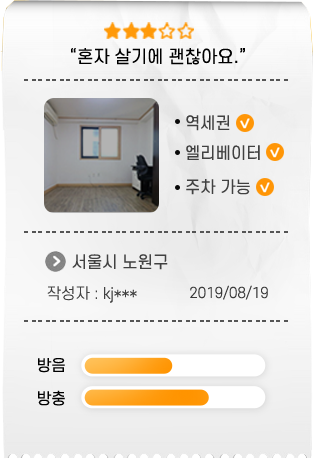 “혼자 살기에 괜찮아요.”
• 역세권
• 엘리베이터
• 주차 가능
서울시 노원구
작성자 : kj*** 2019/08/19
방음
방충